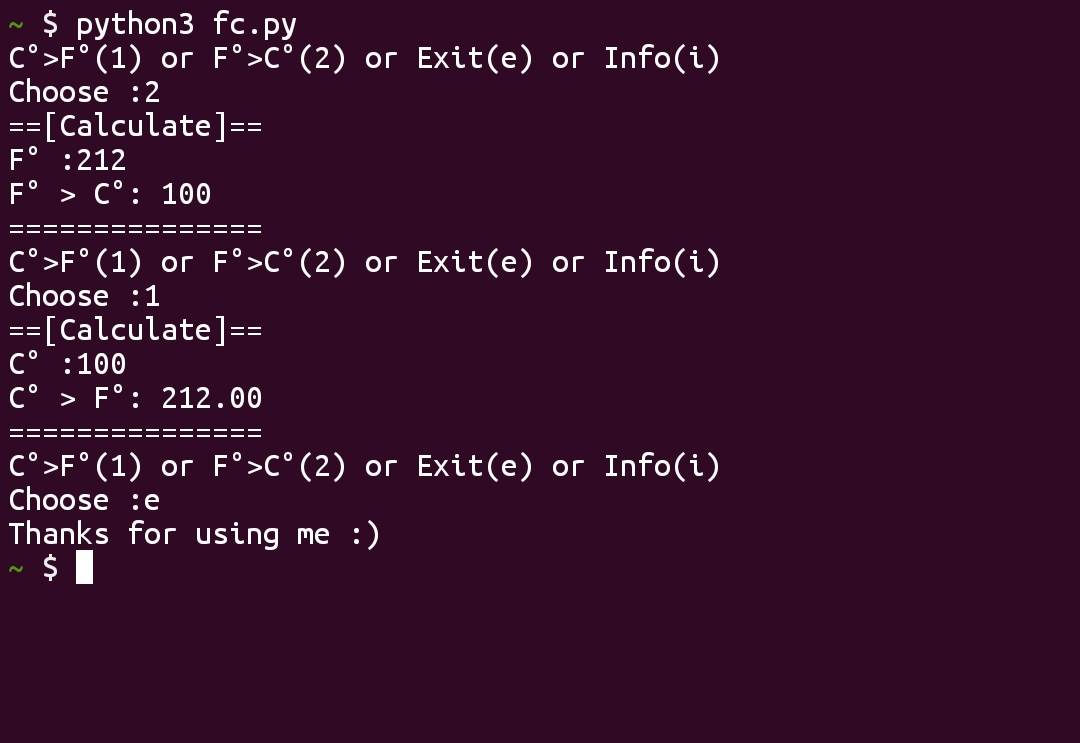 ~ $ python3 fc.py
C°>F°(1) or F°>C°(2) or Exit(e) or Info(i)
Choose :2
==[Calculate]==
F° :212
F° > C°: 100
===============
C°>F°(1) or F°>C°(2) or Exit(e) or Info(i)
Choose :1
==[Calculate]==
C° :100
C° > F°: 212.00
===============
C°>F°(1) or F°>C°(2) or Exit(e) or Info(i)
Choose :e
Thanks for using me :)
~ $